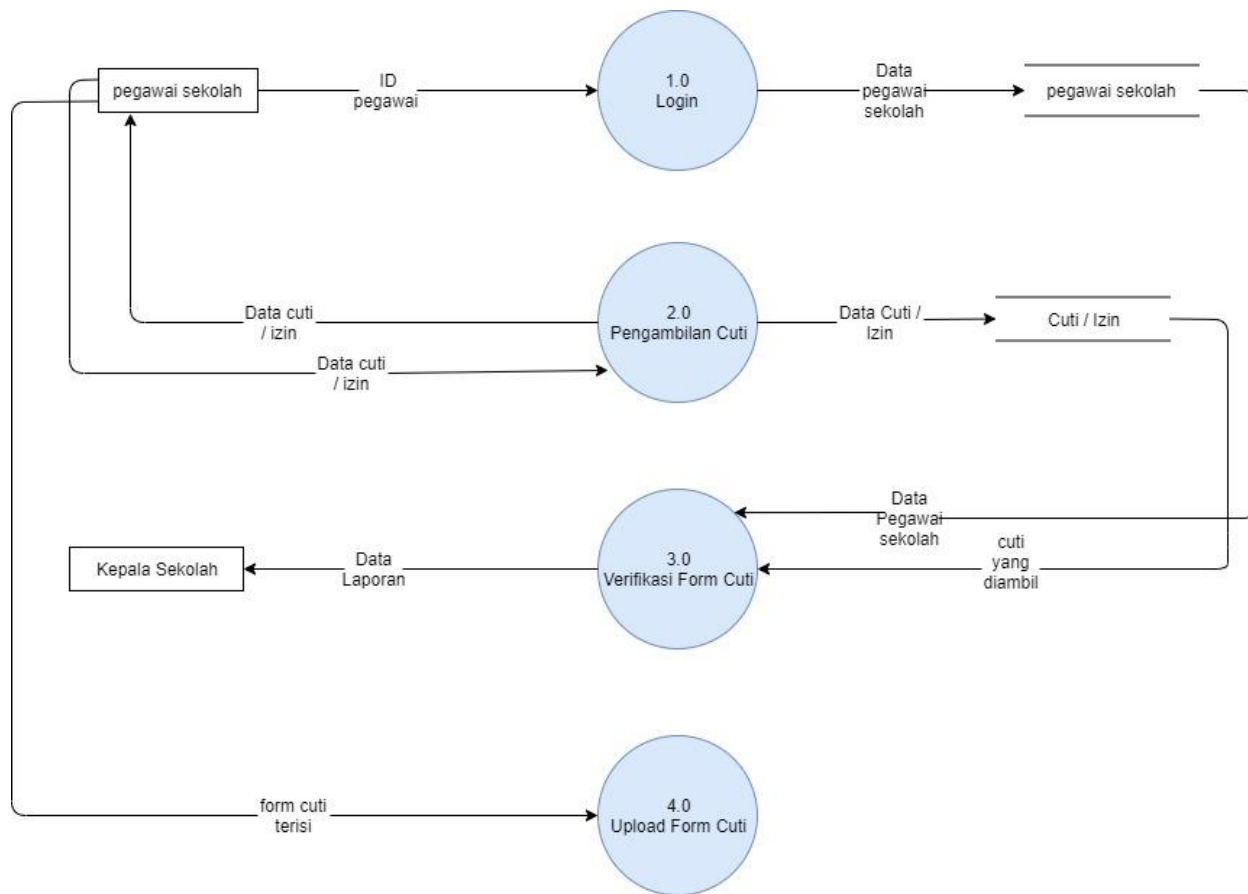 pegawai sekolah
ID
pegawai
1.0
Login
Data
pegawai
sekolah
pegawai sekolah
Data cuti
/ izin
2.0
Pengambilan Cuti
Data Cuti /
Izin
Cuti / Izin
Data cuti
/ izin
Data
Pegawai
sekolah
Kepala Sekolah
Data
Laporan
3.0
Verifikasi Form Cuti
cuti
yang
diambil
form cuti
terisi
4.0
Upload Form Cuti